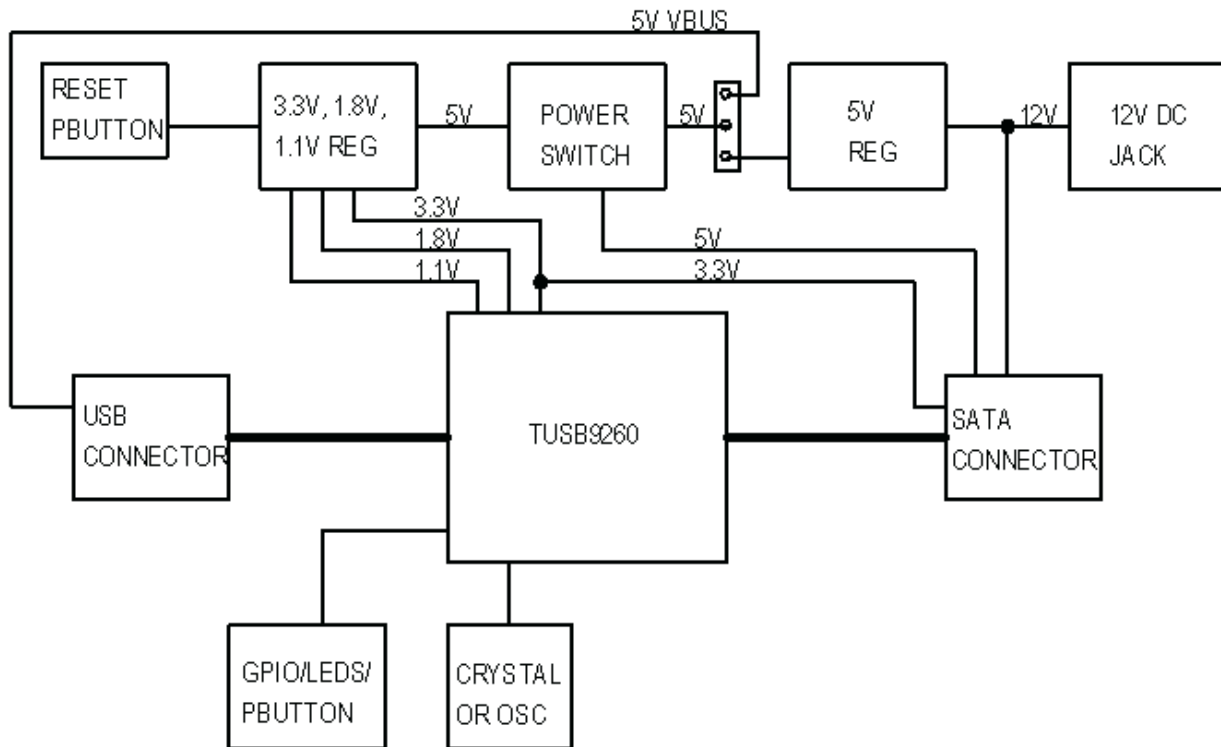 5V VBUS
RESET
PBUTTON
3.3V, 1.8V,
1.1V REG
5V
POWER
SWITCH
5V
5V
REG
12V
12V DC
JACK
3.3V
1.8V
1.1V
5V
3.3V
USB
CONNECTOR
TUSB9260
SATA
CONNECTOR
GPIO/LEDS/
PBUTTON
CRYSTAL
OR OSC